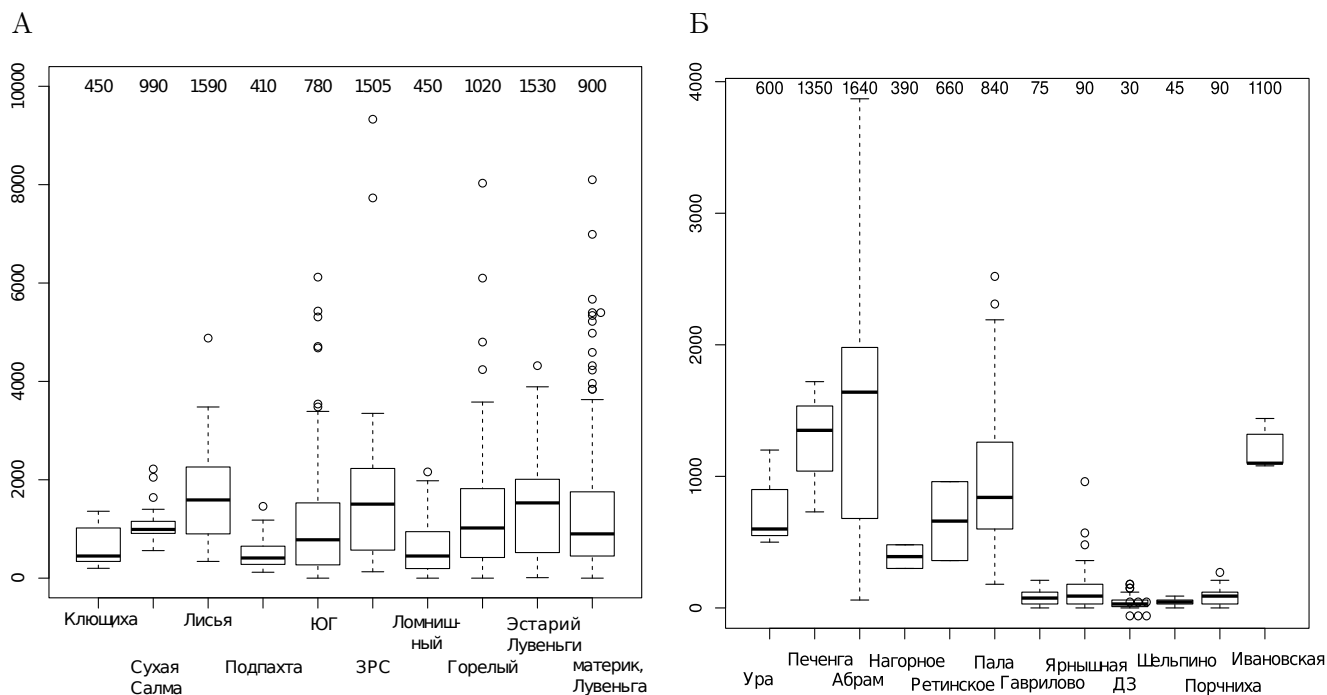 А
Б
450 990 1590 410 780 1505 450 1020 1530 900
600 1350 1640 390 660 840 75 90 30 45 90 1100
10000
8000
6000
4000
2000
0
4000
3000
2000
1000
0
Ключиха Лисья ЮГ Ломниш-
ный
Эстарий
Лувеньги
Сухая
Салма
Подпахта ЗРС Горелый материк,
Лувеньга
Печенга Нагорное Пала Ярнышная Шельпино Ивановская
Ура Абрам Ретинское Гаврилово ДЗ Порчниха